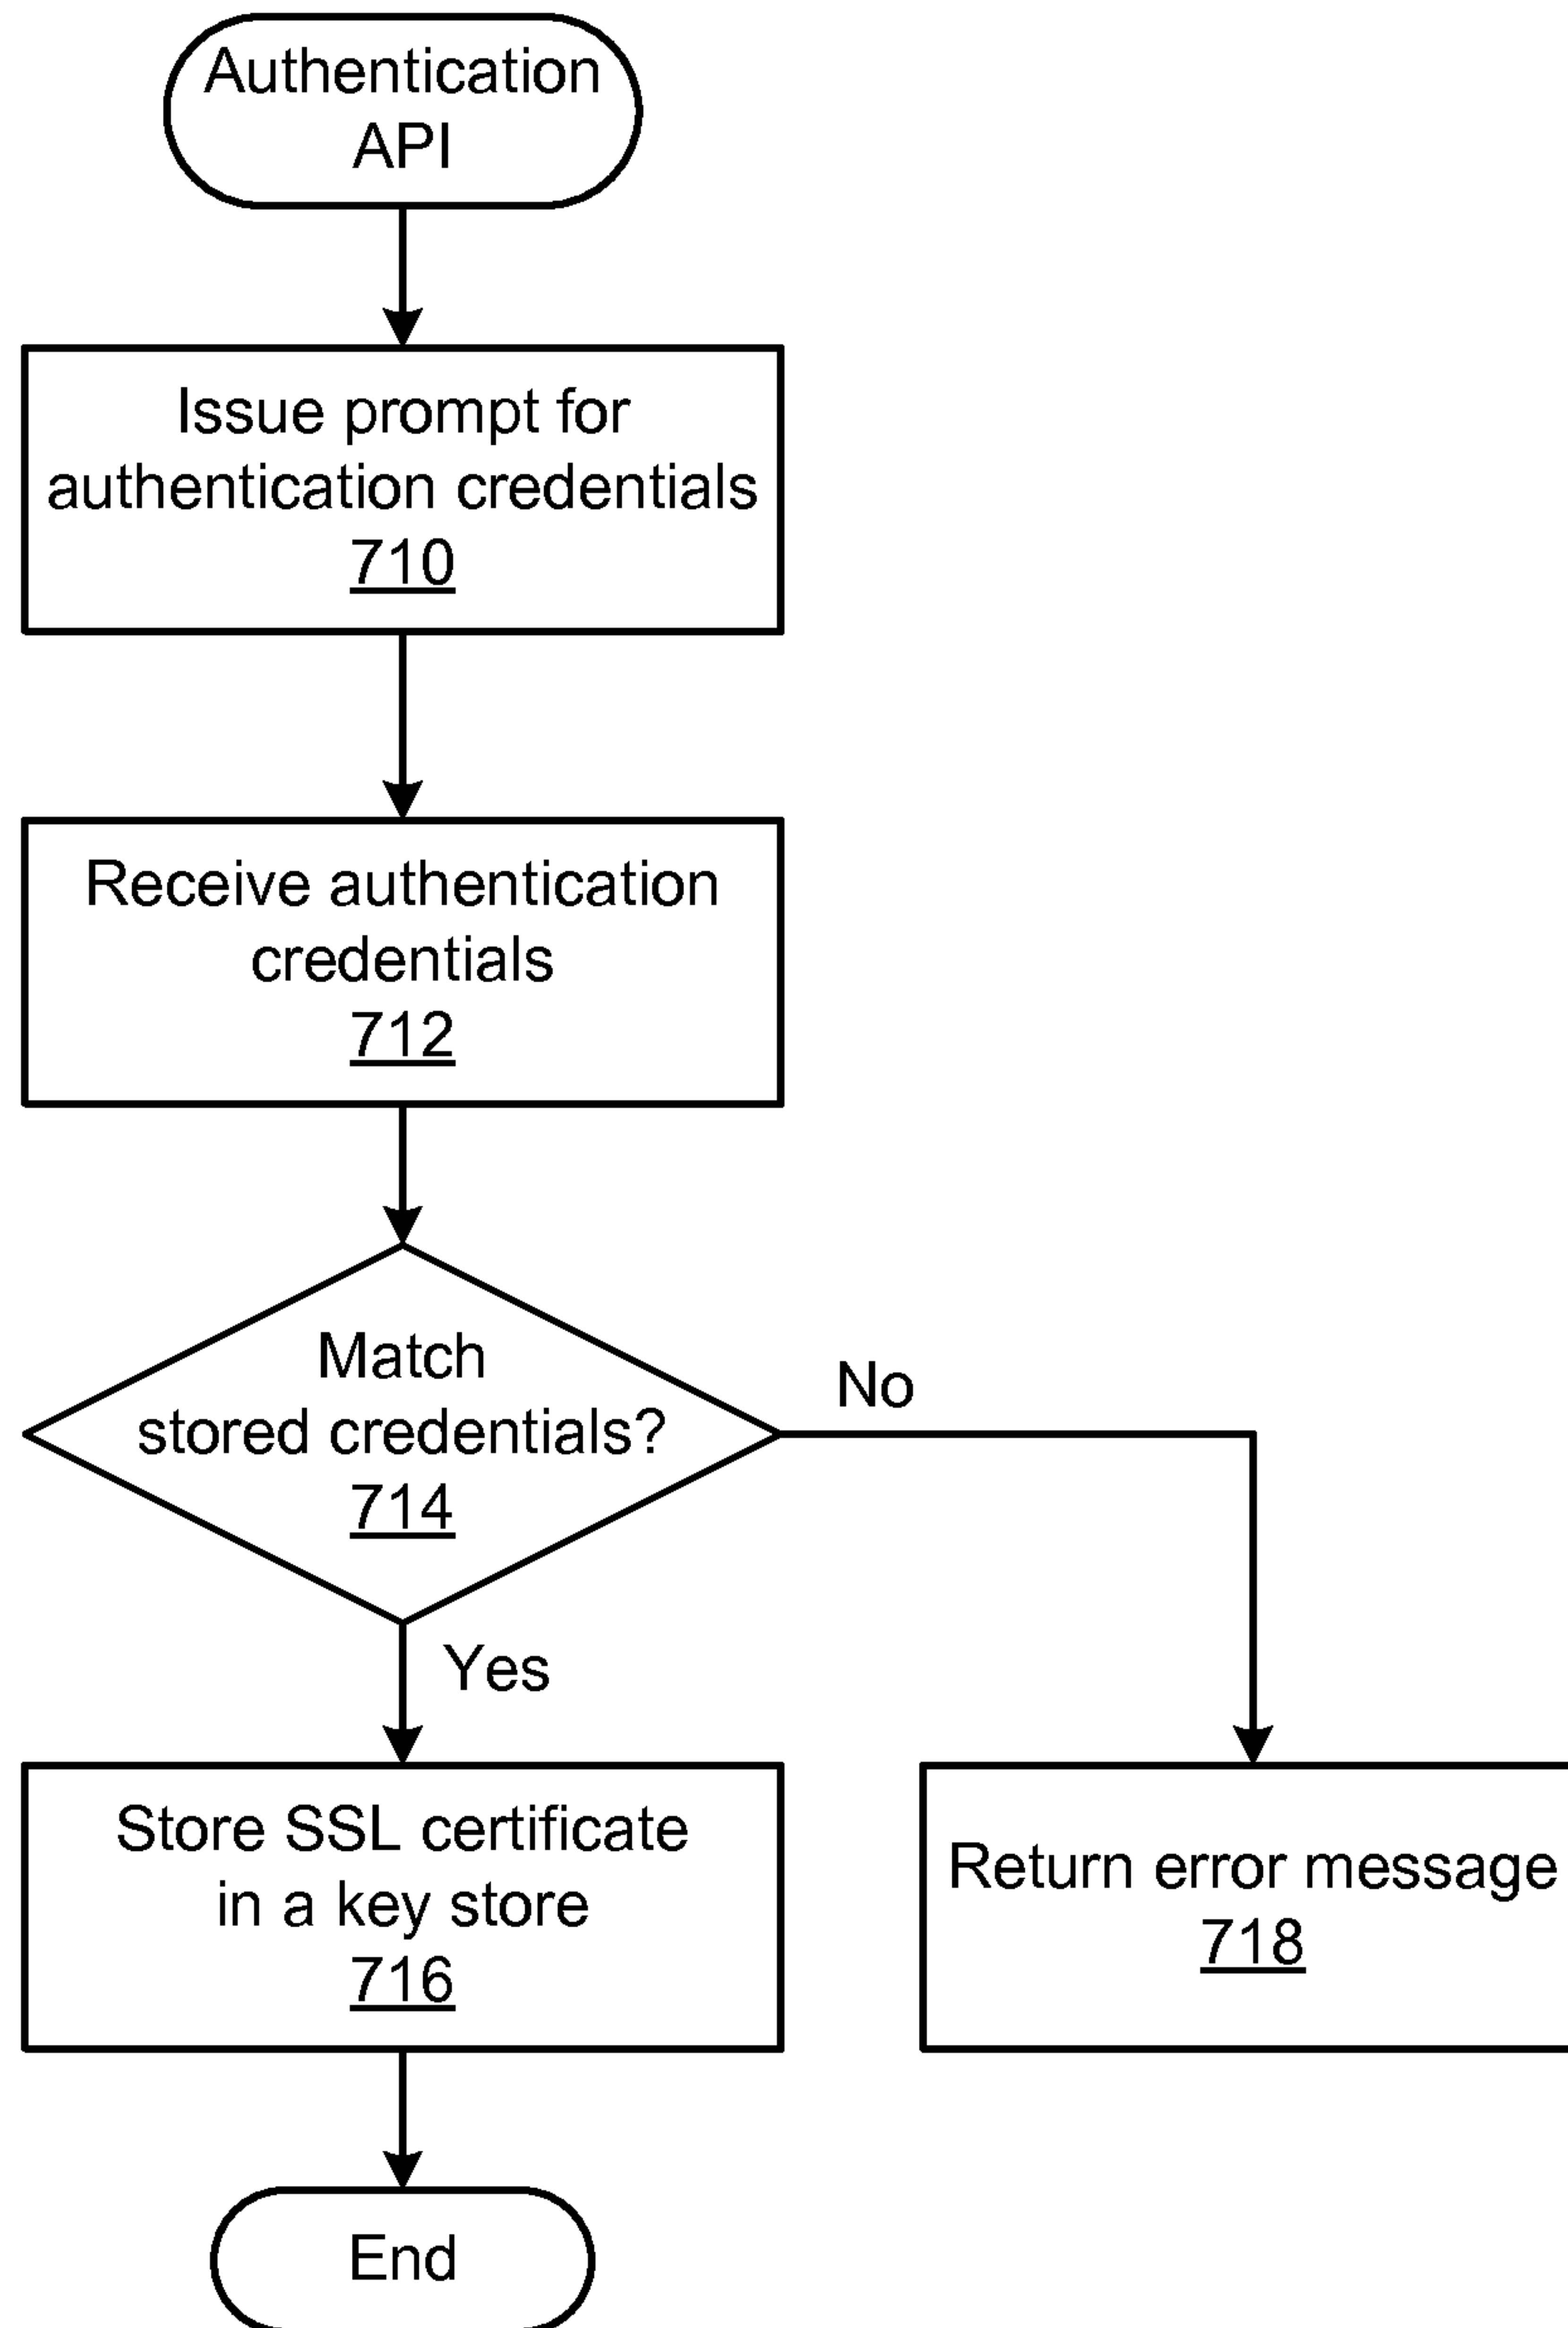 Authentication
API
Issue prompt for
authentication credentials
710
Receive authentication
credentials
712
Match
stored credentials?
714
No
Yes
Store SSL certificate
in a key store
716
Return error message
718
End